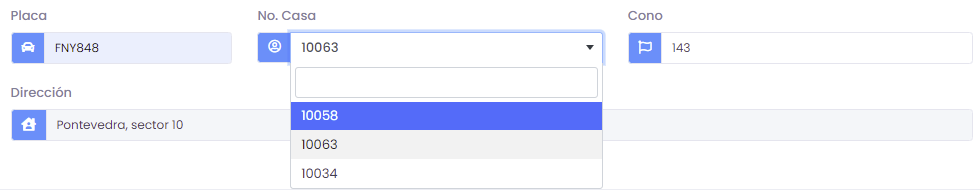 Placa No. Casa Cono
FNY848 10063 143
Dirección
Pontevedra, sector 10
10058
10063
10034